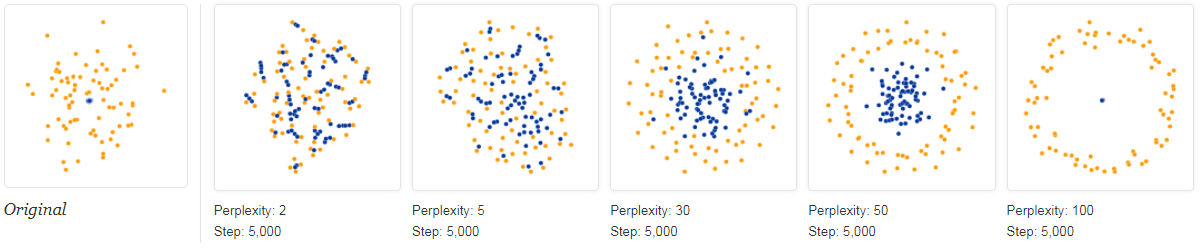 Original
Perplexity: 2
Step: 5,000
Perplexity: 5
Step: 5,000
Perplexity: 30
Step: 5,000
Perplexity: 50
Step: 5,000
Perplexity: 100
Step: 5,000